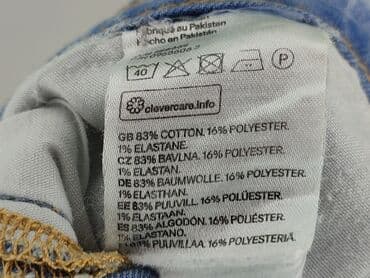 Fabriqué au Pakistan
Hecho en Pakistán
40 P
clevercare.info
GB 83% COTTON. 16% POLYESTER.
1% ELASTANE.
CZ 83% BAVLNA. 16% POLYESTER.
1% ELASTAN.
DE 83% BAUMWOLLE. 16% POLYESTER.
1% ELASTHAN.
EE 83% PUUVILL. 16% POLÜESTER.
1% ELASTAAN.
ES 83% ALGODÓN. 16% POLIÉSTER.
1% ELASTANO.
83% PUUVILLAA. 16% POLYESTERIÄ.